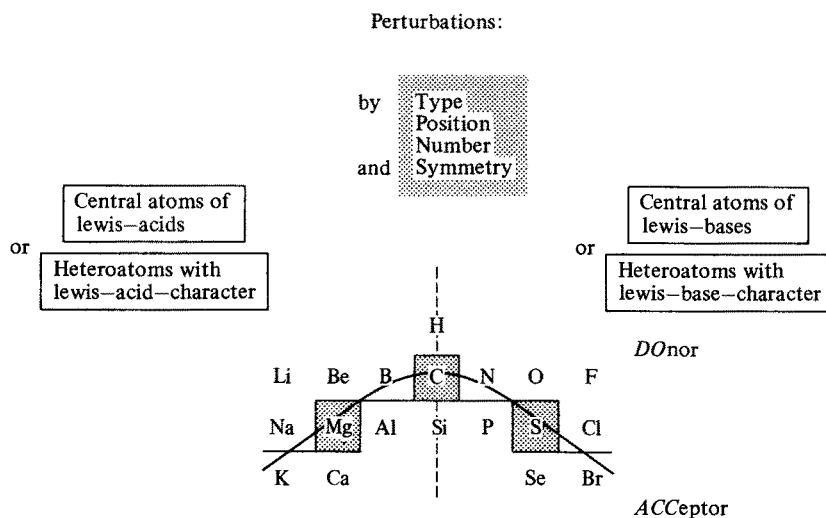 Perturbations:
by Type
Position
Number
and Symmetry
Central atoms of
lewis–acids
or
Heteroatoms with
lewis–acid–character
Central atoms of
lewis–bases
or
Heteroatoms with
lewis–base–character
H
DOnor
Li Be B C N O F
Na Mg Al Si P S Cl
K Ca Se Br
ACCeptor